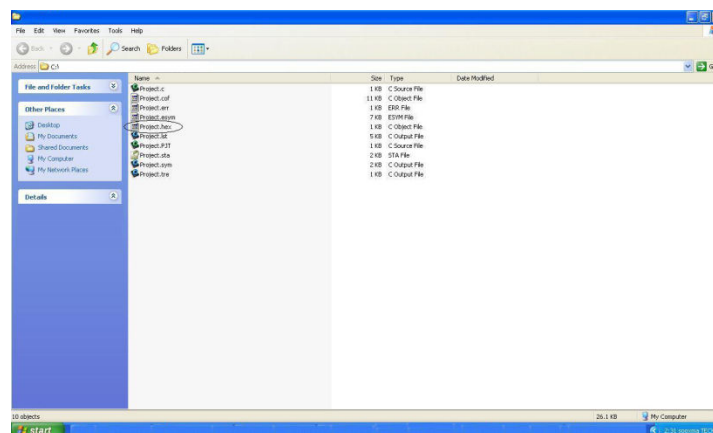 File Edit View Favorites Tools Help
Back Search Folders
Address C:\
File and Folder Tasks
Other Places
Desktop
My Documents
Shared Documents
My Computer
My Network Places
Details
Name Size Type Date Modified
Project.c 1 KB C Source File
Project.cof 11 KB C Object File
Project.err 1 KB ERR File
Project.esym 7 KB ESYM File
Project.hex 1 KB C Object File
Project.lst 5 KB C Output File
Project.PJT 1 KB C Source File
Project.sta 2 KB STA File
Project.sym 2 KB C Output File
Project.tre 1 KB C Output File
10 objects 26.1 KB My Computer
start